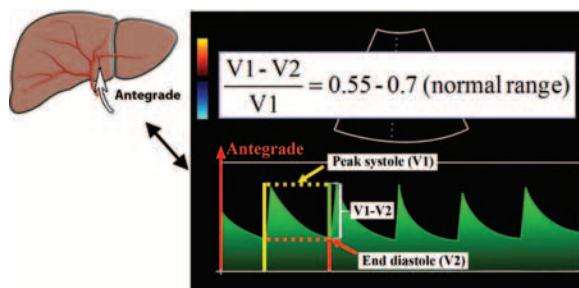 Antegrade
V1 - V2
V1
= 0.55 - 0.7 (normal range)
Antegrade
Peak systole (V1)
V1-V2
End diastole (V2)